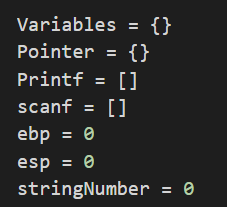 Variables = {}
Pointer = {}
Printf = []
scanf = []
ebp = 0
esp = 0
stringNumber = 0